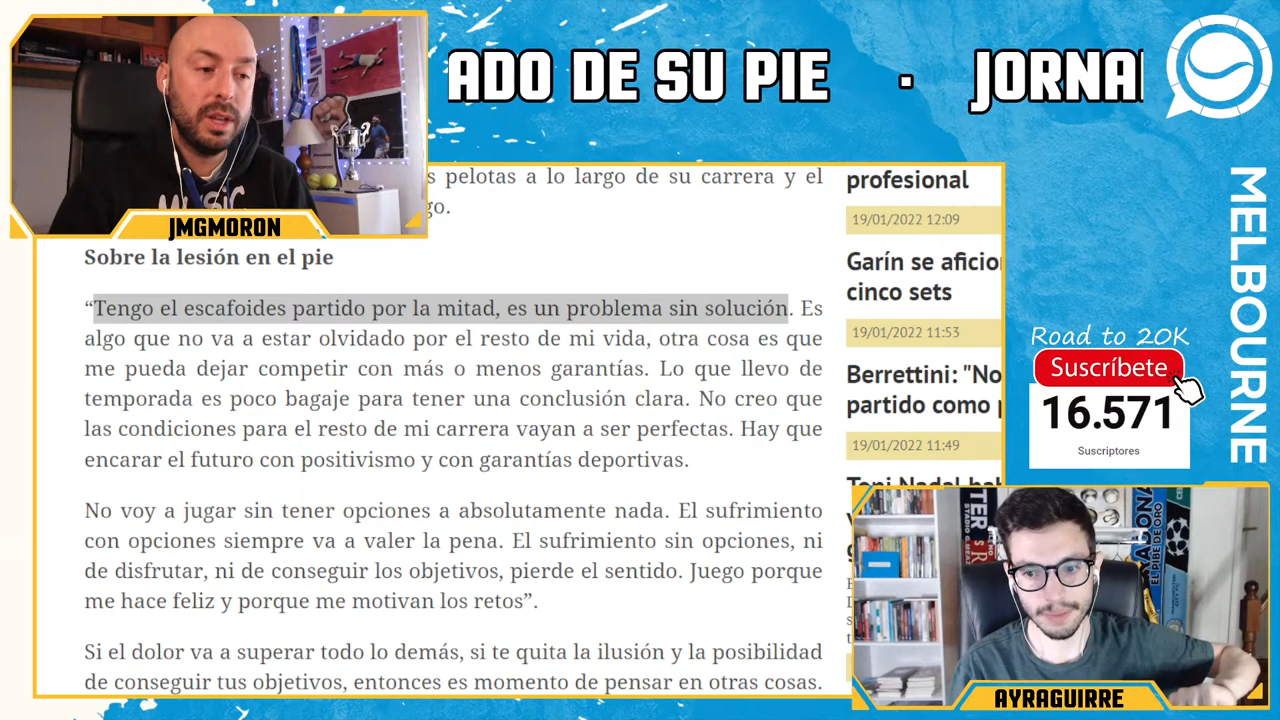 ADO DE SU PIE · JORNA
MUSIC
JMGMORON
s pelotas a lo largo de su carrera y el
go.
Sobre la lesión en el pie
“Tengo el escafoides partido por la mitad, es un problema sin solución. Es
algo que no va a estar olvidado por el resto de mi vida, otra cosa es que
me pueda dejar competir con más o menos garantías. Lo que llevo de
temporada es poco bagaje para tener una conclusión clara. No creo que
las condiciones para el resto de mi carrera vayan a ser perfectas. Hay que
encarar el futuro con positivismo y con garantías deportivas.
No voy a jugar sin tener opciones a absolutamente nada. El sufrimiento
con opciones siempre va a valer la pena. El sufrimiento sin opciones, ni
de disfrutar, ni de conseguir los objetivos, pierde el sentido. Juego porque
me hace feliz y porque me motivan los retos”.
Si el dolor va a superar todo lo demás, si te quita la ilusión y la posibilidad
de conseguir tus objetivos, entonces es momento de pensar en otras cosas.
profesional
19/01/2022 12:09
Garín se aficio
cinco sets
19/01/2022 11:53
Berrettini: "No
partido como p
19/01/2022 11:49
Toni Nadal hab
MELBOURNE
Road to 20K
Suscríbete
16.571
Suscriptores
EL PIBE DE ORO
AYRAGUIRRE